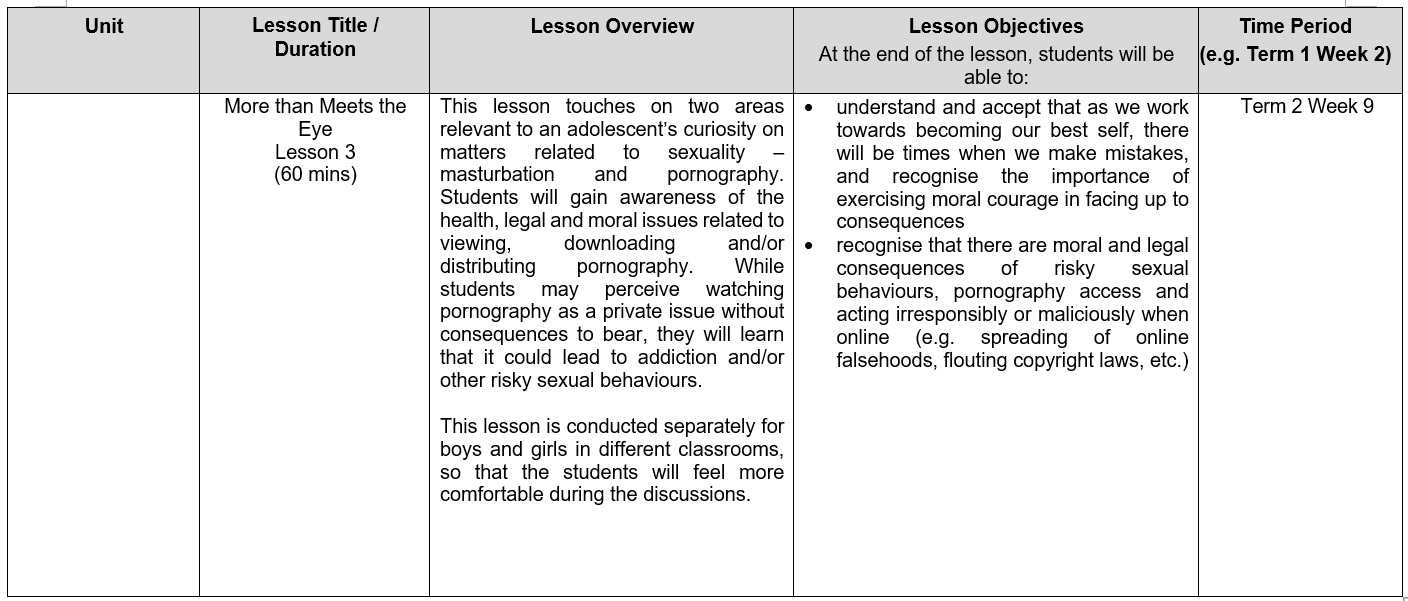 Unit
Lesson Title /
Duration
Lesson Overview
Lesson Objectives
At the end of the lesson, students will be
able to:
Time Period
(e.g. Term 1 Week 2)
More than Meets the
Eye
Lesson 3
(60 mins)
This lesson touches on two areas
relevant to an adolescent’s curiosity on
matters related to sexuality –
masturbation and pornography.
Students will gain awareness of the
health, legal and moral issues related to
viewing, downloading and/or
distributing pornography. While
students may perceive watching
pornography as a private issue without
consequences to bear, they will learn
that it could lead to addiction and/or
other risky sexual behaviours.
This lesson is conducted separately for
boys and girls in different classrooms,
so that the students will feel more
comfortable during the discussions.
• understand and accept that as we work
towards becoming our best self, there
will be times when we make mistakes,
and recognise the importance of
exercising moral courage in facing up to
consequences
• recognise that there are moral and legal
consequences of risky sexual
behaviours, pornography access and
acting irresponsibly or maliciously when
online (e.g. spreading of online
falsehoods, flouting copyright laws, etc.)
Term 2 Week 9